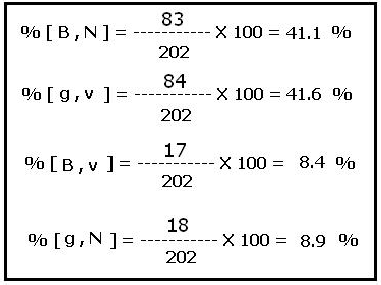 83
% [ B , N ] = ----------- X 100 = 41.1 %
202
84
% [ g , v ] = ----------- X 100 = 41.6 %
202
17
% [ B , v ] = ----------- X 100 = 8.4 %
202
18
% [ g , N ] = ----------- X 100 = 8.9 %
202